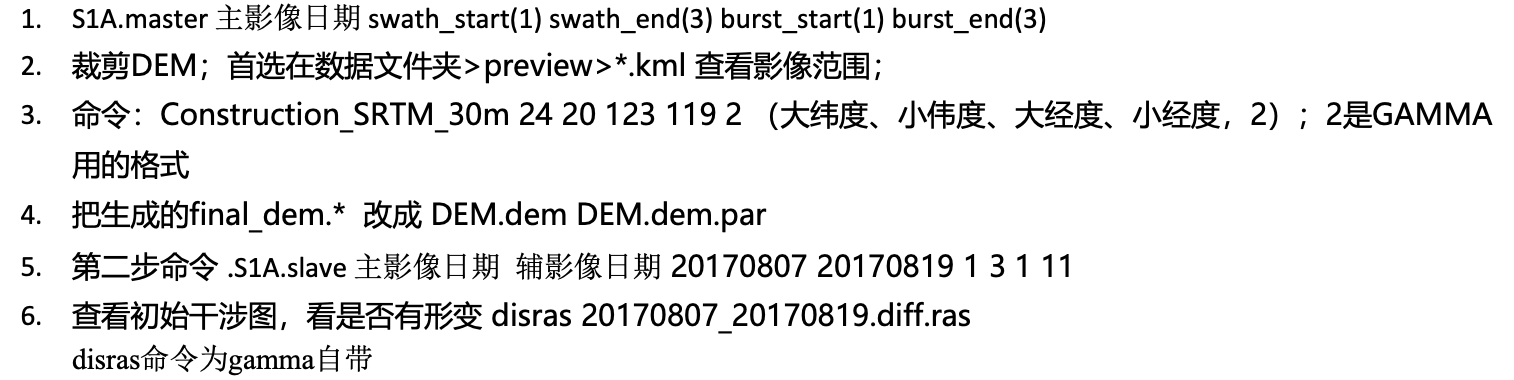 1. S1A.master 主影像日期 swath_start(1) swath_end(3) burst_start(1) burst_end(3)
2. 裁剪DEM；首选在数据文件夹>preview>*.kml 查看影像范围；
3. 命令：Construction_SRTM_30m 24 20 123 119 2 （大纬度、小伟度、大经度、小经度，2）；2是GAMMA
用的格式
4. 把生成的final_dem.* 改成 DEM.dem DEM.dem.par
5. 第二步命令 .S1A.slave 主影像日期 辅影像日期 20170807 20170819 1 3 1 11
6. 查看初始干涉图，看是否有形变 disras 20170807_20170819.diff.ras
disras命令为gamma自带